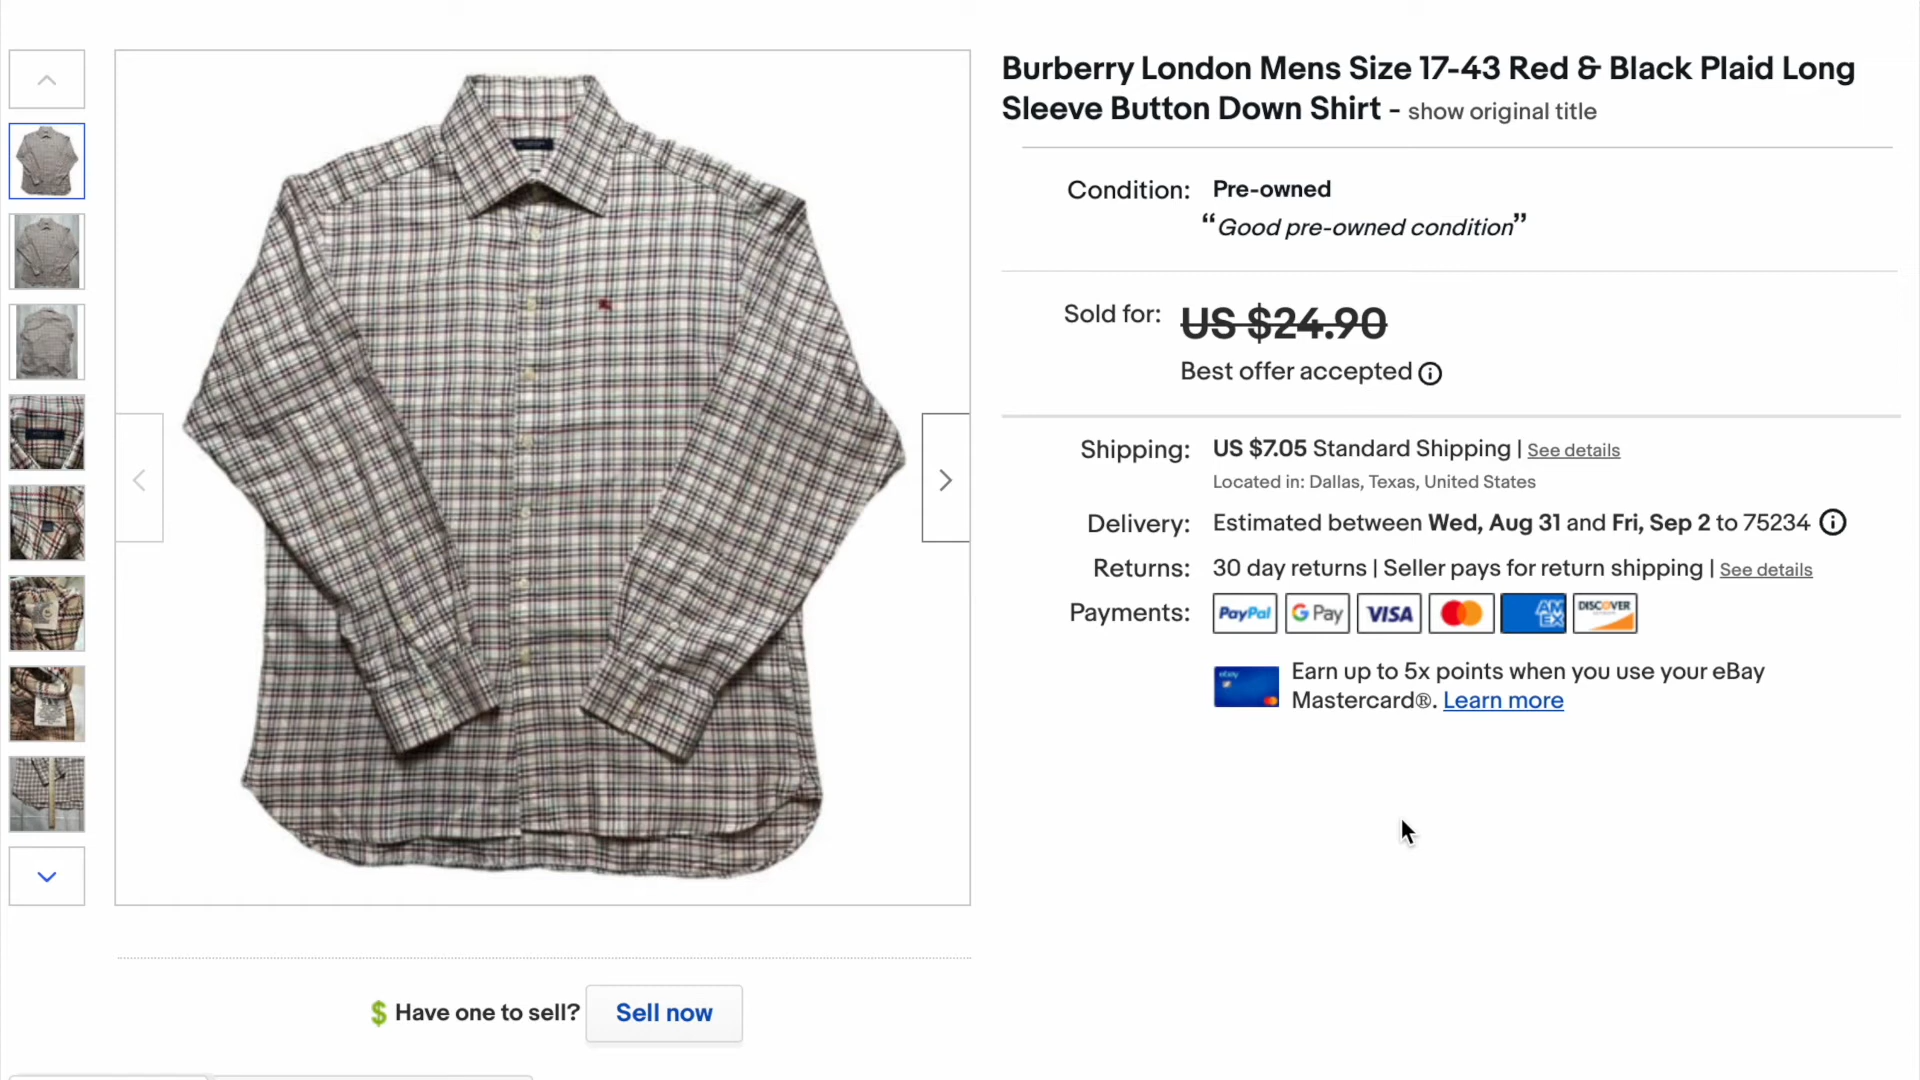 Burberry London Mens Size 17-43 Red & Black Plaid Long
Sleeve Button Down Shirt - show original title
Condition: Pre-owned
“Good pre-owned condition”
Sold for: US $24.90
Best offer accepted
Shipping: US $7.05 Standard Shipping | See details
Located in: Dallas, Texas, United States
Delivery: Estimated between Wed, Aug 31 and Fri, Sep 2 to 75234
Returns: 30 day returns | Seller pays for return shipping | See details
Payments: PayPal G Pay VISA AM EX DISCOVER
ebay
Earn up to 5x points when you use your eBay
Mastercard®. Learn more
Have one to sell? Sell now